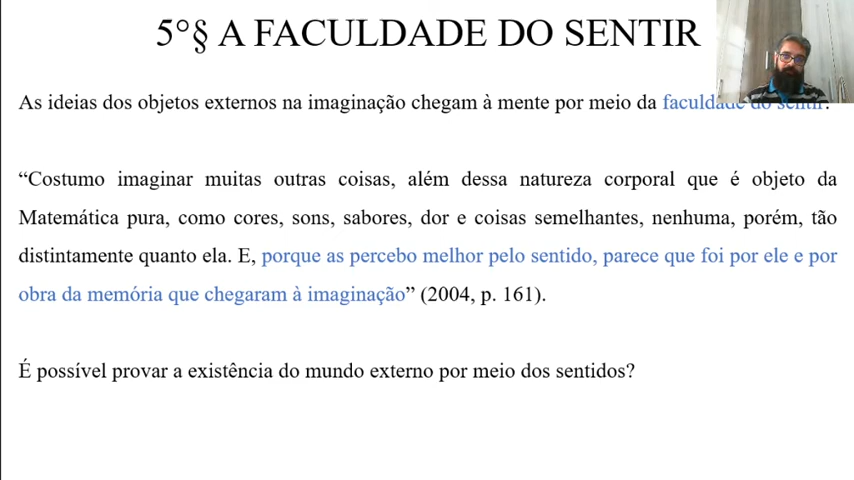 5°§ A FACULDADE DO SENTIR
As ideias dos objetos externos na imaginação chegam à mente por meio da faculdade do sentir.
“Costumo imaginar muitas outras coisas, além dessa natureza corporal que é objeto da
Matemática pura, como cores, sons, sabores, dor e coisas semelhantes, nenhuma, porém, tão
distintamente quanto ela. E, porque as percebo melhor pelo sentido, parece que foi por ele e por
obra da memória que chegaram à imaginação” (2004, p. 161).
É possível provar a existência do mundo externo por meio dos sentidos?